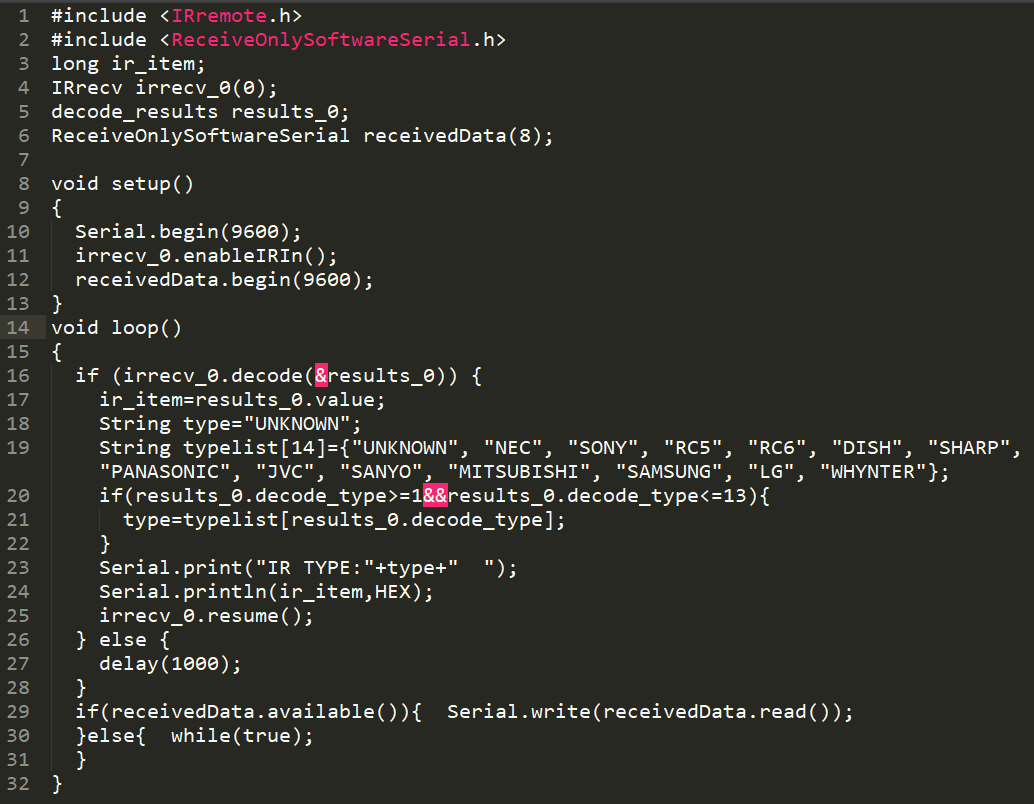 1 #include <IRremote.h>
2 #include <ReceiveOnlySoftwareSerial.h>
3 long ir_item;
4 IRrecv irrecv_0(0);
5 decode_results results_0;
6 ReceiveOnlySoftwareSerial receivedData(8);
7
8 void setup()
9 {
10   Serial.begin(9600);
11   irrecv_0.enableIRIn();
12   receivedData.begin(9600);
13 }
14 void loop()
15 {
16   if (irrecv_0.decode(&results_0)) {
17     ir_item=results_0.value;
18     String type="UNKNOWN";
19     String typelist[14]={"UNKNOWN", "NEC", "SONY", "RC5", "RC6", "DISH", "SHARP",
    "PANASONIC", "JVC", "SANYO", "MITSUBISHI", "SAMSUNG", "LG", "WHYNTER"};
20     if(results_0.decode_type>=1&&results_0.decode_type<=13){
21       type=typelist[results_0.decode_type];
22     }
23     Serial.print("IR TYPE:"+type+"  ");
24     Serial.println(ir_item,HEX);
25     irrecv_0.resume();
26   } else {
27     delay(1000);
28   }
29   if(receivedData.available()){  Serial.write(receivedData.read());
30   }else{  while(true);
31   }
32 }